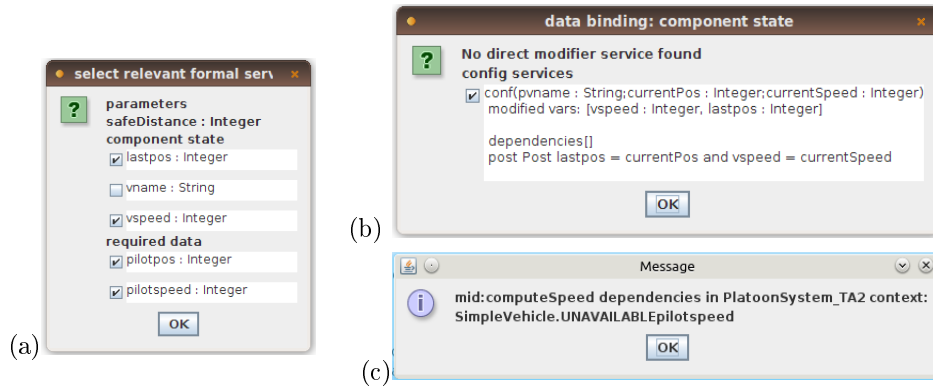 select relevant formal serv
?
parameters
safeDistance : Integer
component state
lastpos : Integer
vname : String
vspeed : Integer
required data
pilotpos : Integer
pilotspeed : Integer
OK
(a)
data binding: component state
?
No direct modifier service found
config services
conf(pvname : String;currentPos : Integer;currentSpeed : Integer)
modified vars: [vspeed : Integer, lastpos : Integer]
dependencies[]
post Post lastpos = currentPos and vspeed = currentSpeed
OK
(b)
Message
i
mid:computeSpeed dependencies in PlatoonSystem_TA2 context:
SimpleVehicle.UNAVAILABLEpilotspeed
OK
(c)